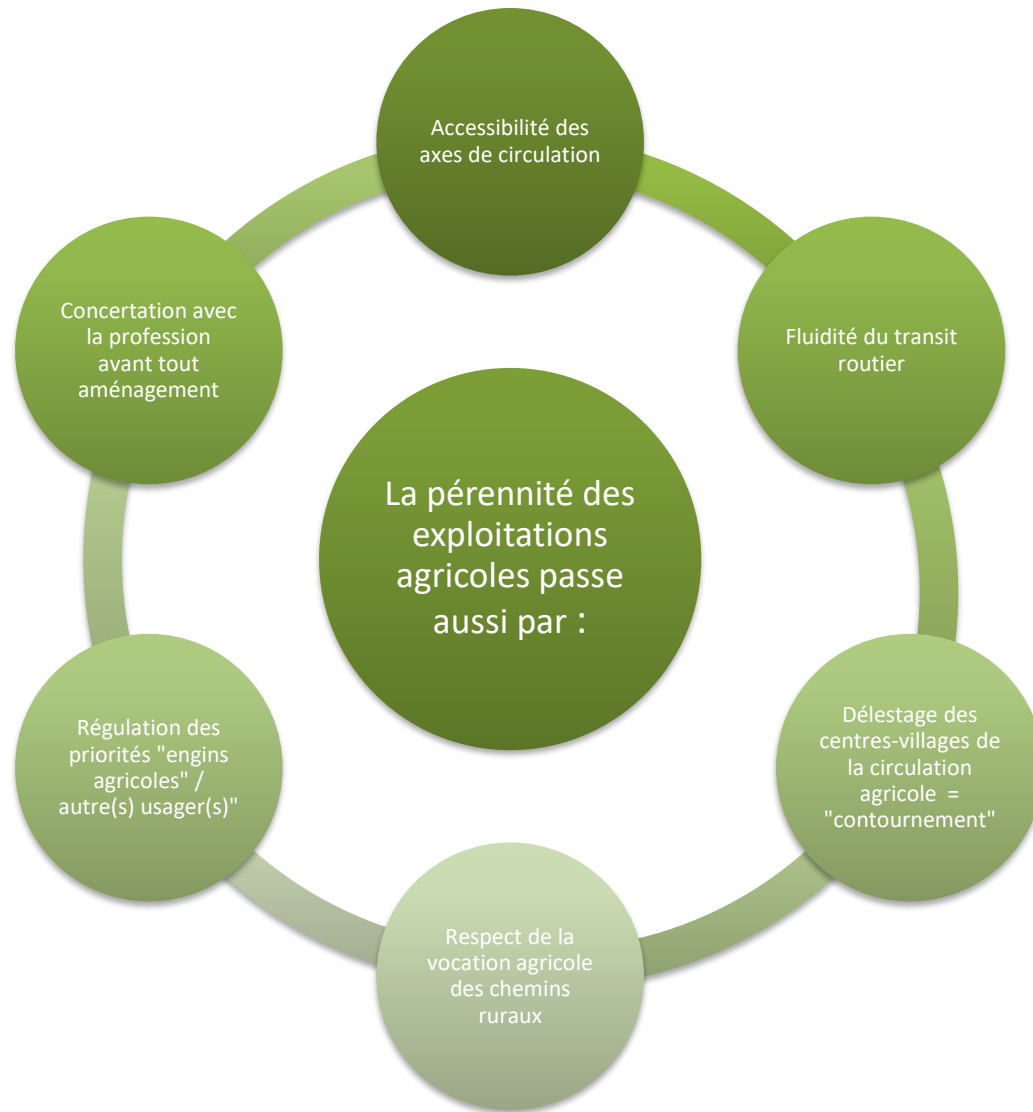 Accessibilité des
axes de circulation
Fluidité du transit
routier
Délestage des
centres-villages de
la circulation
agricole =
"contournement"
Respect de la
vocation agricole
des chemins
ruraux
Régulation des
priorités "engins
agricoles" /
autre(s) usager(s)"
Concertation avec
la profession
avant tout
aménagement
La pérennité des
exploitations
agricoles passe
aussi par :